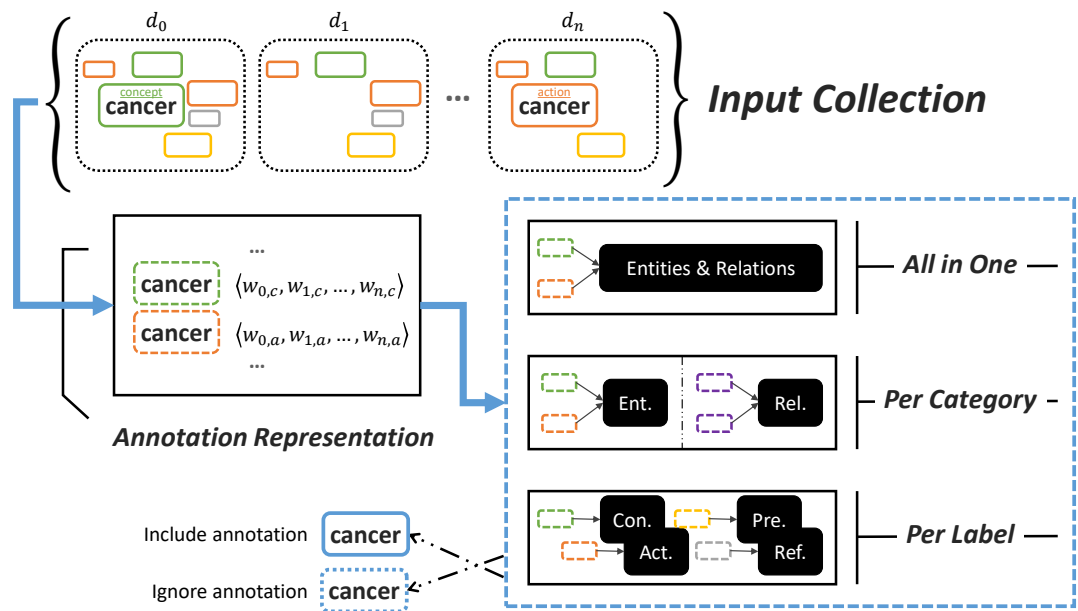 d₀
d₁
dₙ
concept
cancer
...
action
cancer
Input Collection
...
cancer ⟨w₀,c, w₁,c, … , wₙ,c⟩
cancer ⟨w₀,a, w₁,a, … , wₙ,a⟩
...
Annotation Representation
Entities & Relations
All in One
Ent.
Rel.
Per Category
Con.
Pre.
Act.
Ref.
Per Label
Include annotation cancer
Ignore annotation cancer